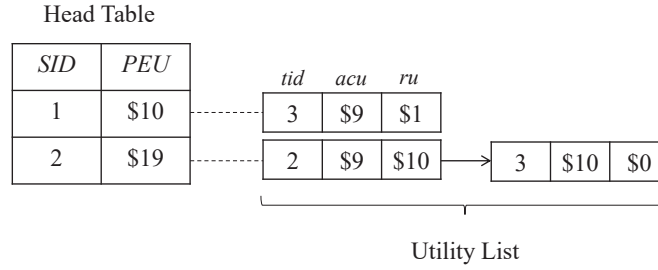 Head Table
SID PEU
tid acu ru
1 $10 3 $9 $1
2 $19 2 $9 $10 3 $10 $0
Utility List